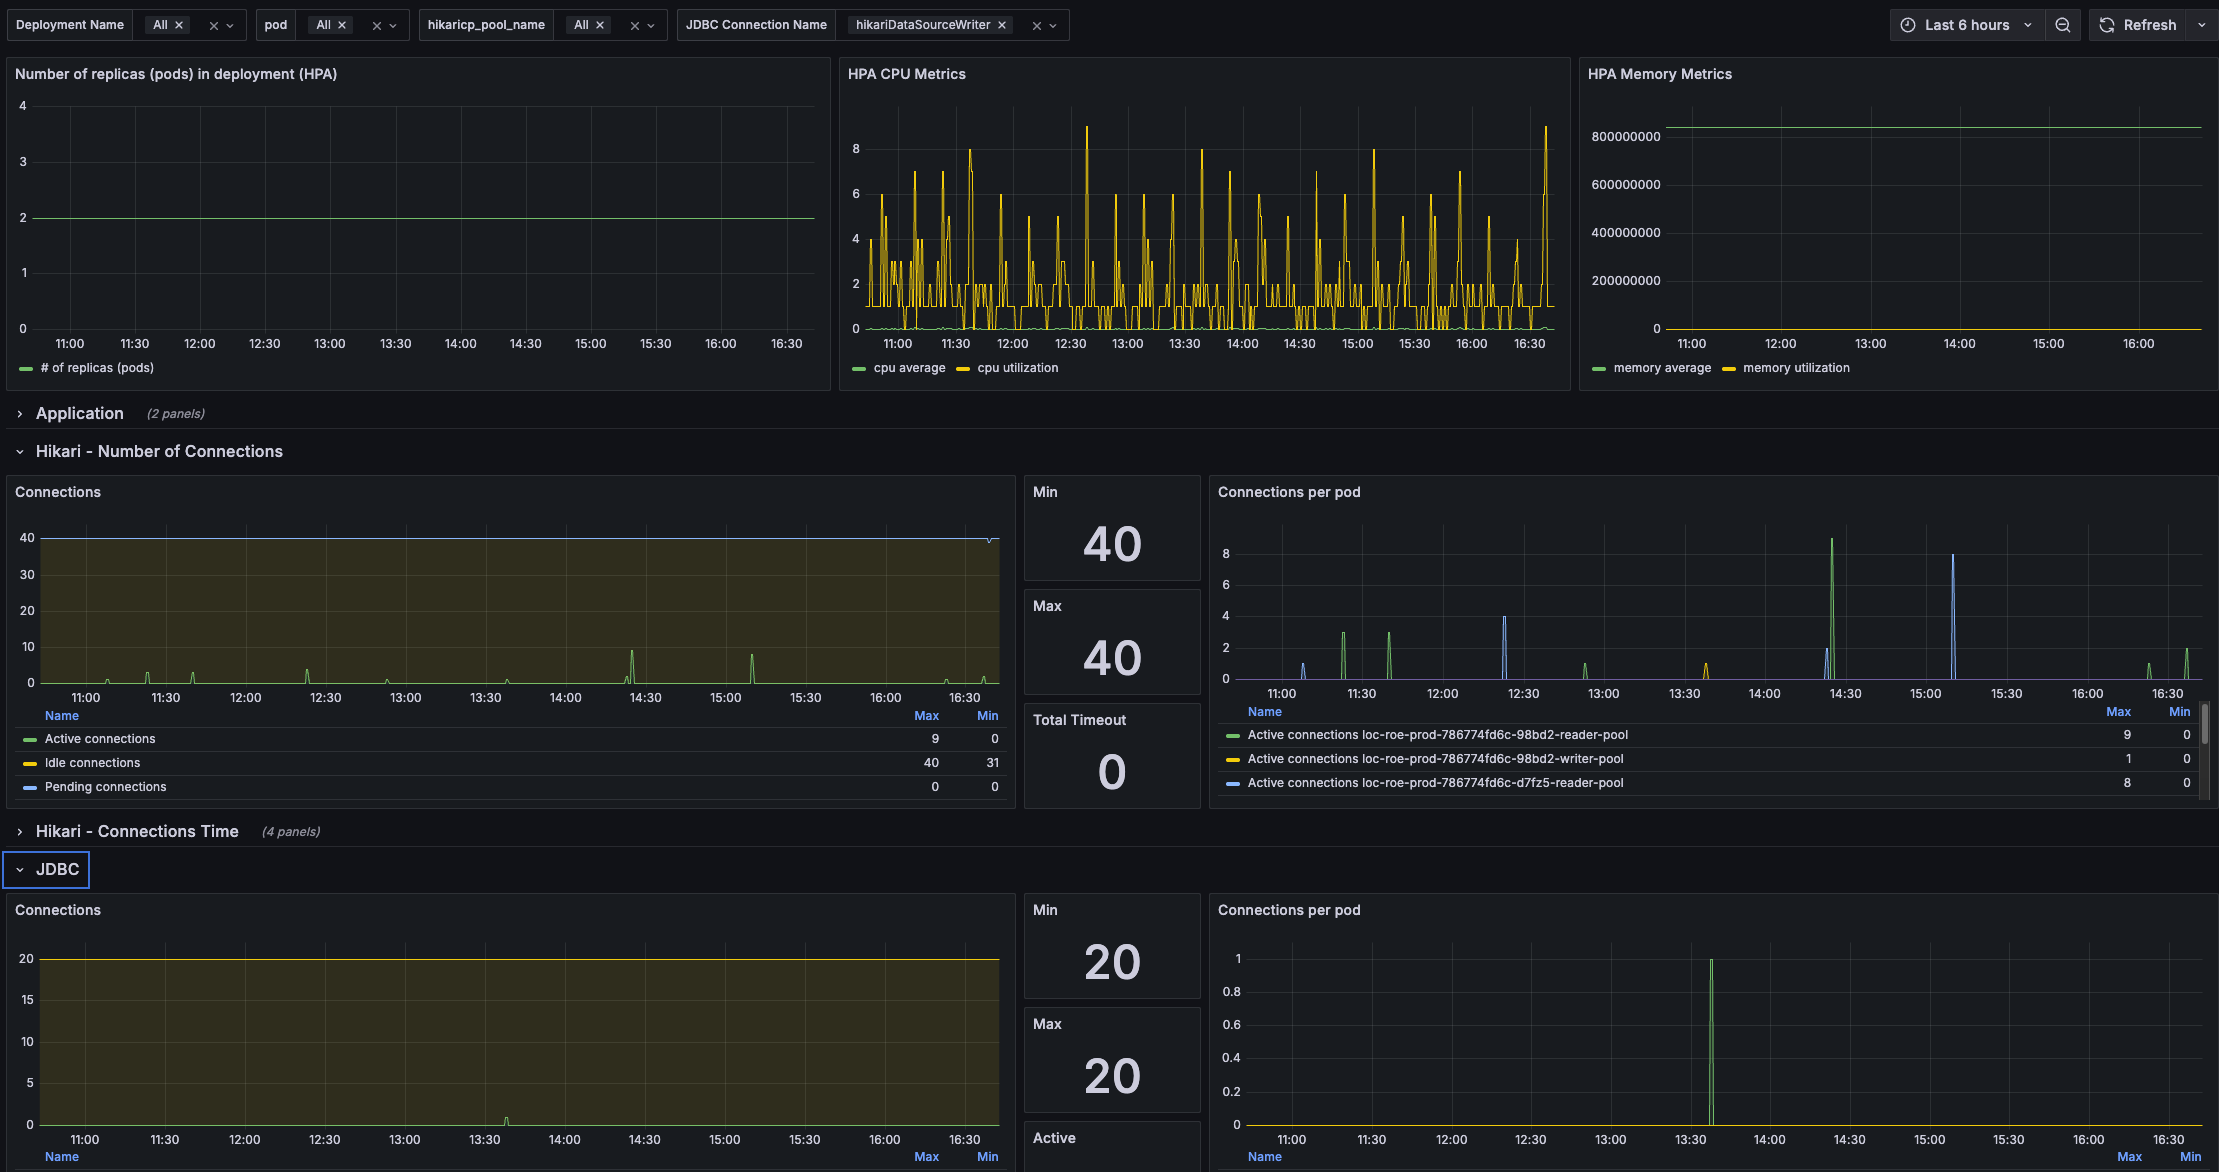 Deployment Name All pod All hikaricp_pool_name All JDBC Connection Name hikariDataSourceWriter Last 6 hours Refresh
Number of replicas (pods) in deployment (HPA)
4
3
2
1
0
11:00 11:30 12:00 12:30 13:00 13:30 14:00 14:30 15:00 15:30 16:00 16:30
# of replicas (pods)
HPA CPU Metrics
8
6
4
2
0
11:00 11:30 12:00 12:30 13:00 13:30 14:00 14:30 15:00 15:30 16:00 16:30
cpu average cpu utilization
HPA Memory Metrics
800000000
600000000
400000000
200000000
0
11:00 12:00 13:00 14:00 15:00 16:00
memory average memory utilization
Application (2 panels)
Hikari - Number of Connections
Connections
40
30
20
10
0
11:00 11:30 12:00 12:30 13:00 13:30 14:00 14:30 15:00 15:30 16:00 16:30
Name Max Min
Active connections 9 0
Idle connections 40 31
Pending connections 0 0
Min
40
Max
40
Total Timeout
0
Connections per pod
8
6
4
2
0
11:00 11:30 12:00 12:30 13:00 13:30 14:00 14:30 15:00 15:30 16:00 16:30
Name Max Min
Active connections loc-roe-prod-786774fd6c-98bd2-reader-pool 9 0
Active connections loc-roe-prod-786774fd6c-98bd2-writer-pool 1 0
Active connections loc-roe-prod-786774fd6c-d7fz5-reader-pool 8 0
Hikari - Connections Time (4 panels)
JDBC
Connections
20
15
10
5
0
11:00 11:30 12:00 12:30 13:00 13:30 14:00 14:30 15:00 15:30 16:00 16:30
Name Max Min
Min
20
Max
20
Active
Connections per pod
1
0.8
0.6
0.4
0.2
0
11:00 11:30 12:00 12:30 13:00 13:30 14:00 14:30 15:00 15:30 16:00 16:30
Name Max Min